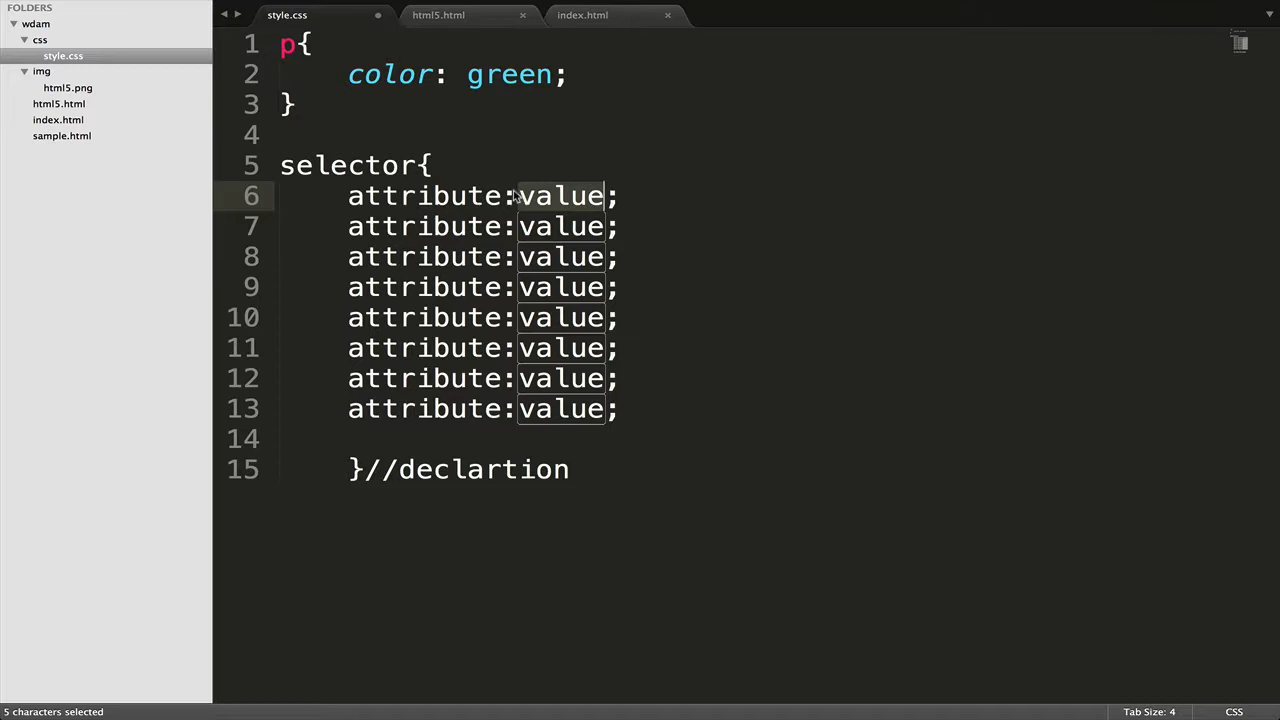 FOLDERS
wdam
css
style.css
img
html5.png
html5.html
index.html
sample.html
style.css
html5.html
index.html
1 p{
2 color: green;
3 }
4
5 selector{
6 attribute:value;
7 attribute:value;
8 attribute:value;
9 attribute:value;
10 attribute:value;
11 attribute:value;
12 attribute:value;
13 attribute:value;
14
15 }//declartion
5 characters selected
Tab Size: 4
CSS